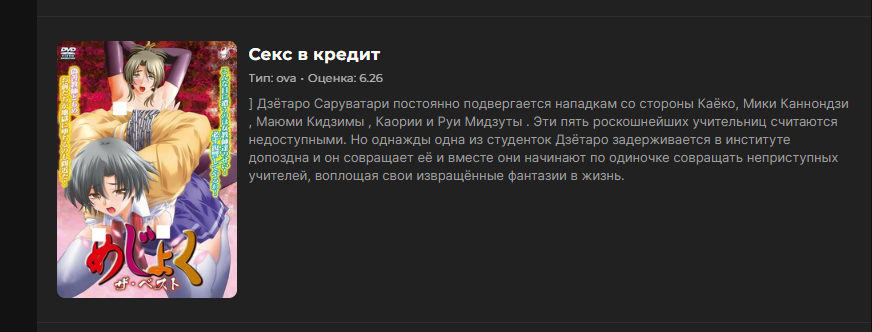 Секс в кредит
Тип: ova • Оценка: 6.26
] Дзётаро Саруватари постоянно подвергается нападкам со стороны Каёко, Мики Каннондзи
, Маюми Кидзимы , Каории и Руи Мидзуты . Эти пять роскошнейших учительниц считаются
недоступными. Но однажды одна из студенток Дзётаро задерживается в институте
допоздна и он совращает её и вместе они начинают по одиночке совращать неприступных
учителей, воплощая свои извращённые фантазии в жизнь.
DVD
めじょく
ザ・ベスト